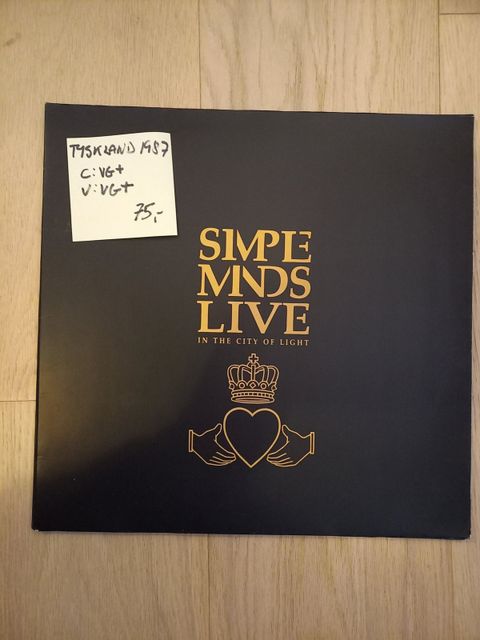 TYSKLAND 1987
C: VG+
V: VG+
75,-
SIMPLE
MINDS
LIVE
IN THE CITY OF LIGHT